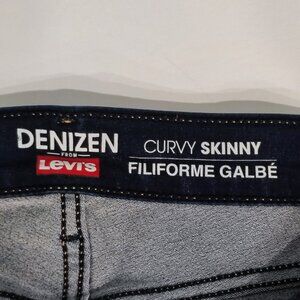 DENIZEN
FROM
Levi's
CURVY SKINNY
FILIFORME GALBÉ